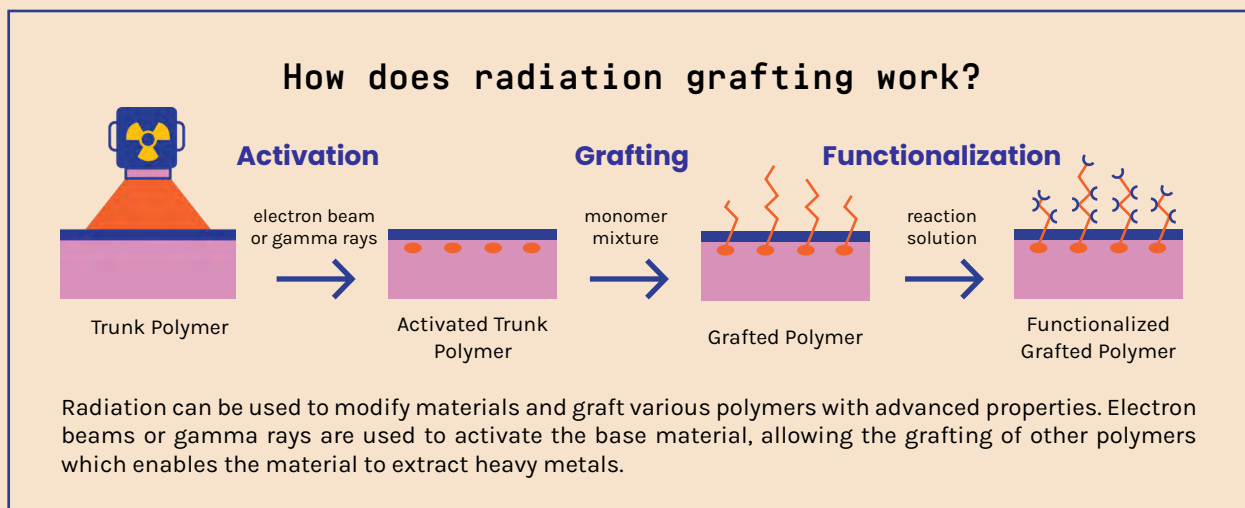 How does radiation grafting work?
Activation
electron beam
or gamma rays
Grafting
monomer
mixture
Functionalization
reaction
solution
Trunk Polymer
Activated Trunk
Polymer
Grafted Polymer
Functionalized
Grafted Polymer
Radiation can be used to modify materials and graft various polymers with advanced properties. Electron
beams or gamma rays are used to activate the base material, allowing the grafting of other polymers
which enables the material to extract heavy metals.